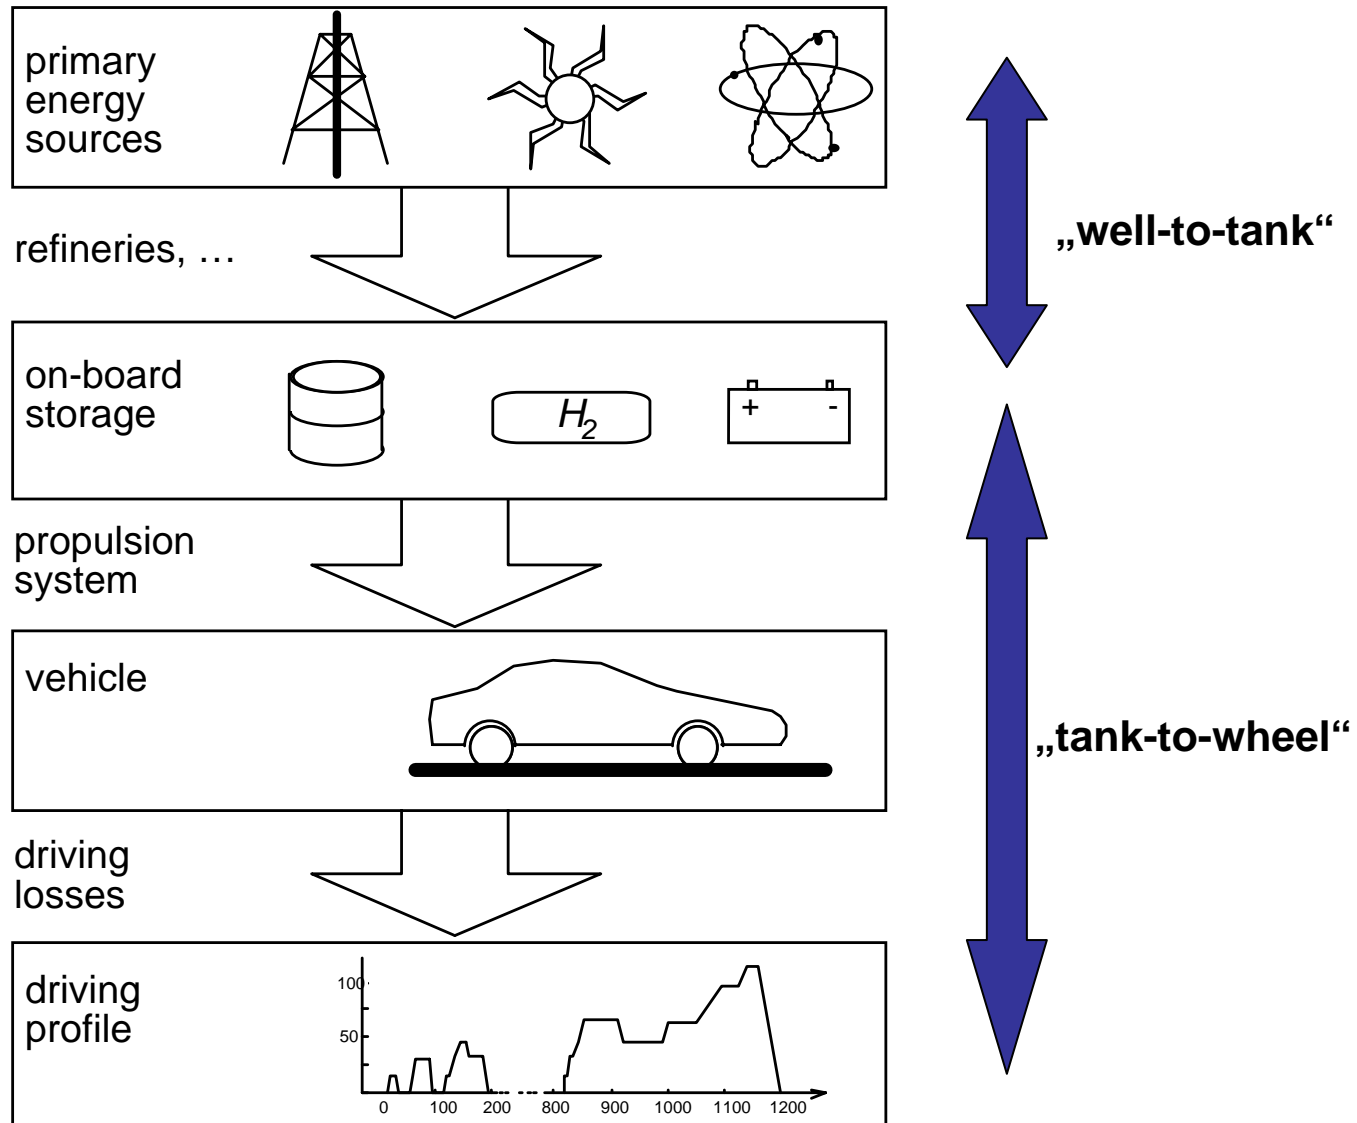 primary
energy
sources
refineries, …
„well-to-tank“
on-board
storage
H2
+ -
propulsion
system
vehicle
„tank-to-wheel“
driving
losses
driving
profile
100
50
0 100 200 800 900 1000 1100 1200